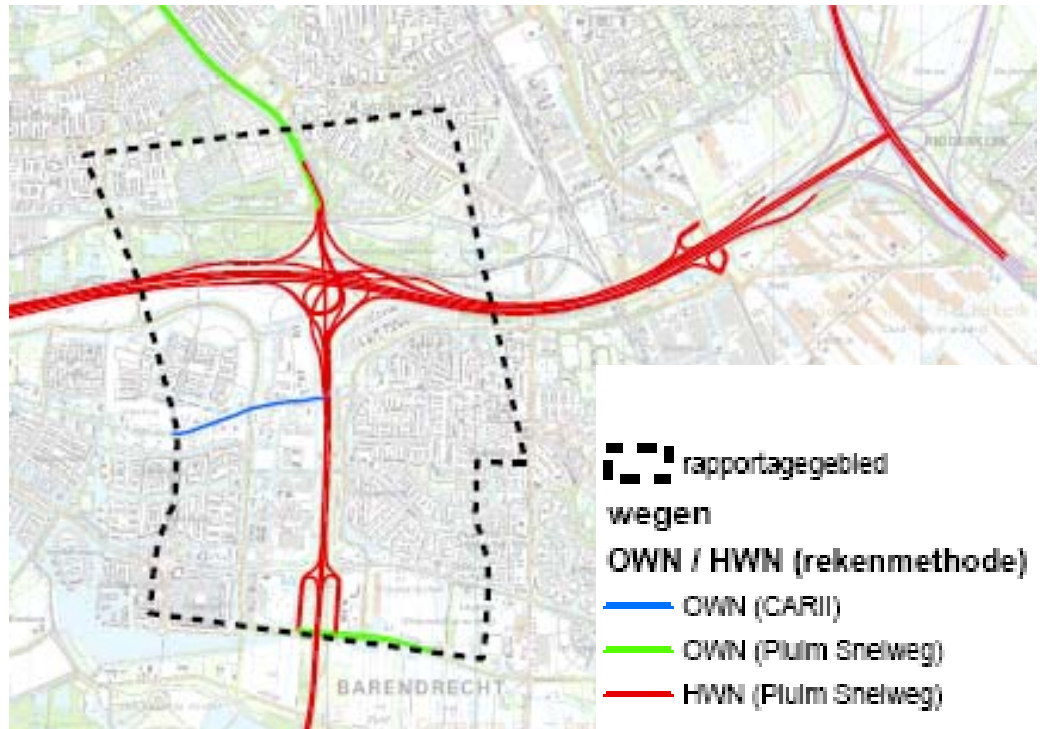 BARENDRECHT
rapportagegebied
wegen
OWN / HWN (rekenmethode)
OWN (CARII)
OWN (Pluim Snelweg)
HWN (Pluim Snelweg)